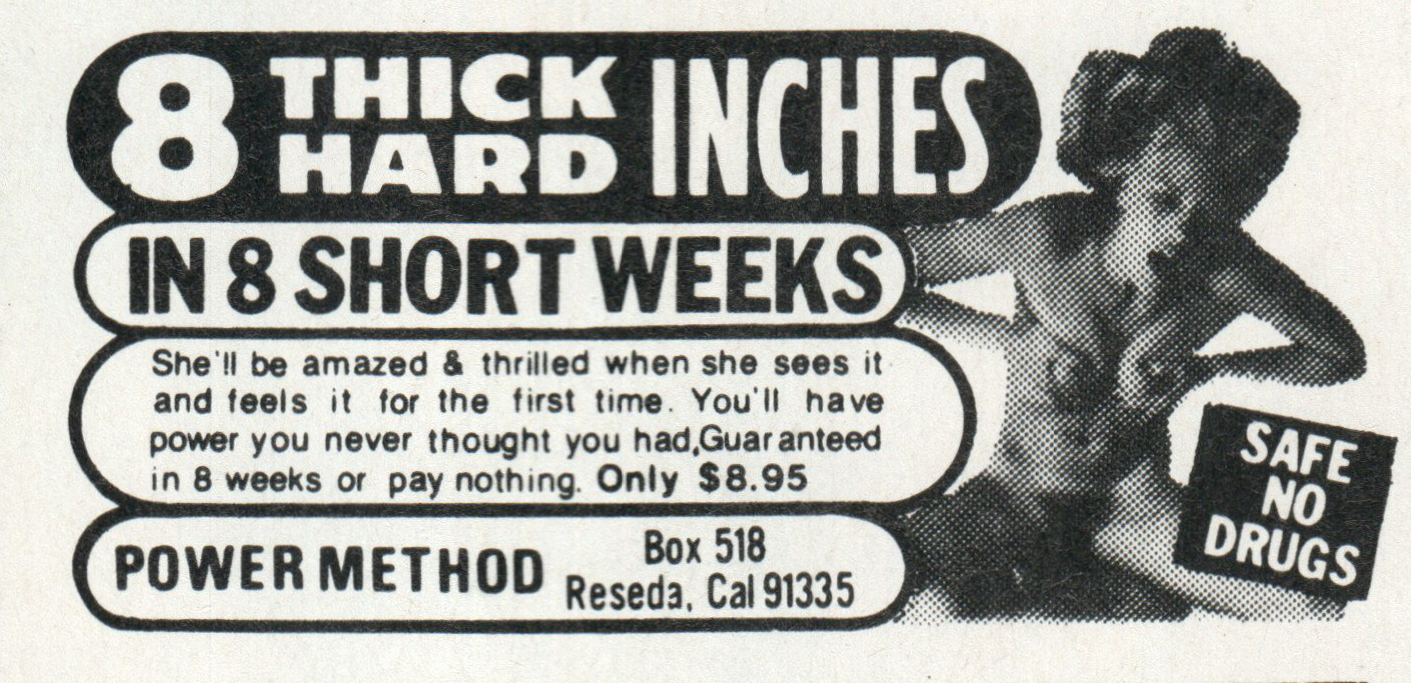 8 THICK HARD INCHES
IN 8 SHORT WEEKS
She'll be amazed & thrilled when she sees it
and feels it for the first time. You'll have
power you never thought you had,Guaranteed
in 8 weeks or pay nothing. Only $8.95
POWER METHOD
Box 518
Reseda, Cal 91335
SAFE
NO
DRUGS